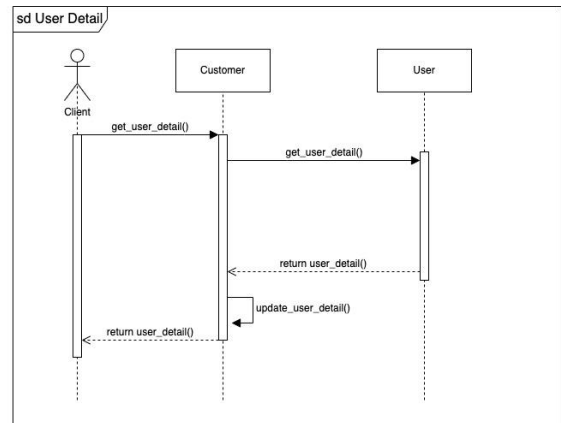 sd User Detail
Customer
User
Client
get_user_detail()
get_user_detail()
return user_detail()
update_user_detail()
return user_detail()